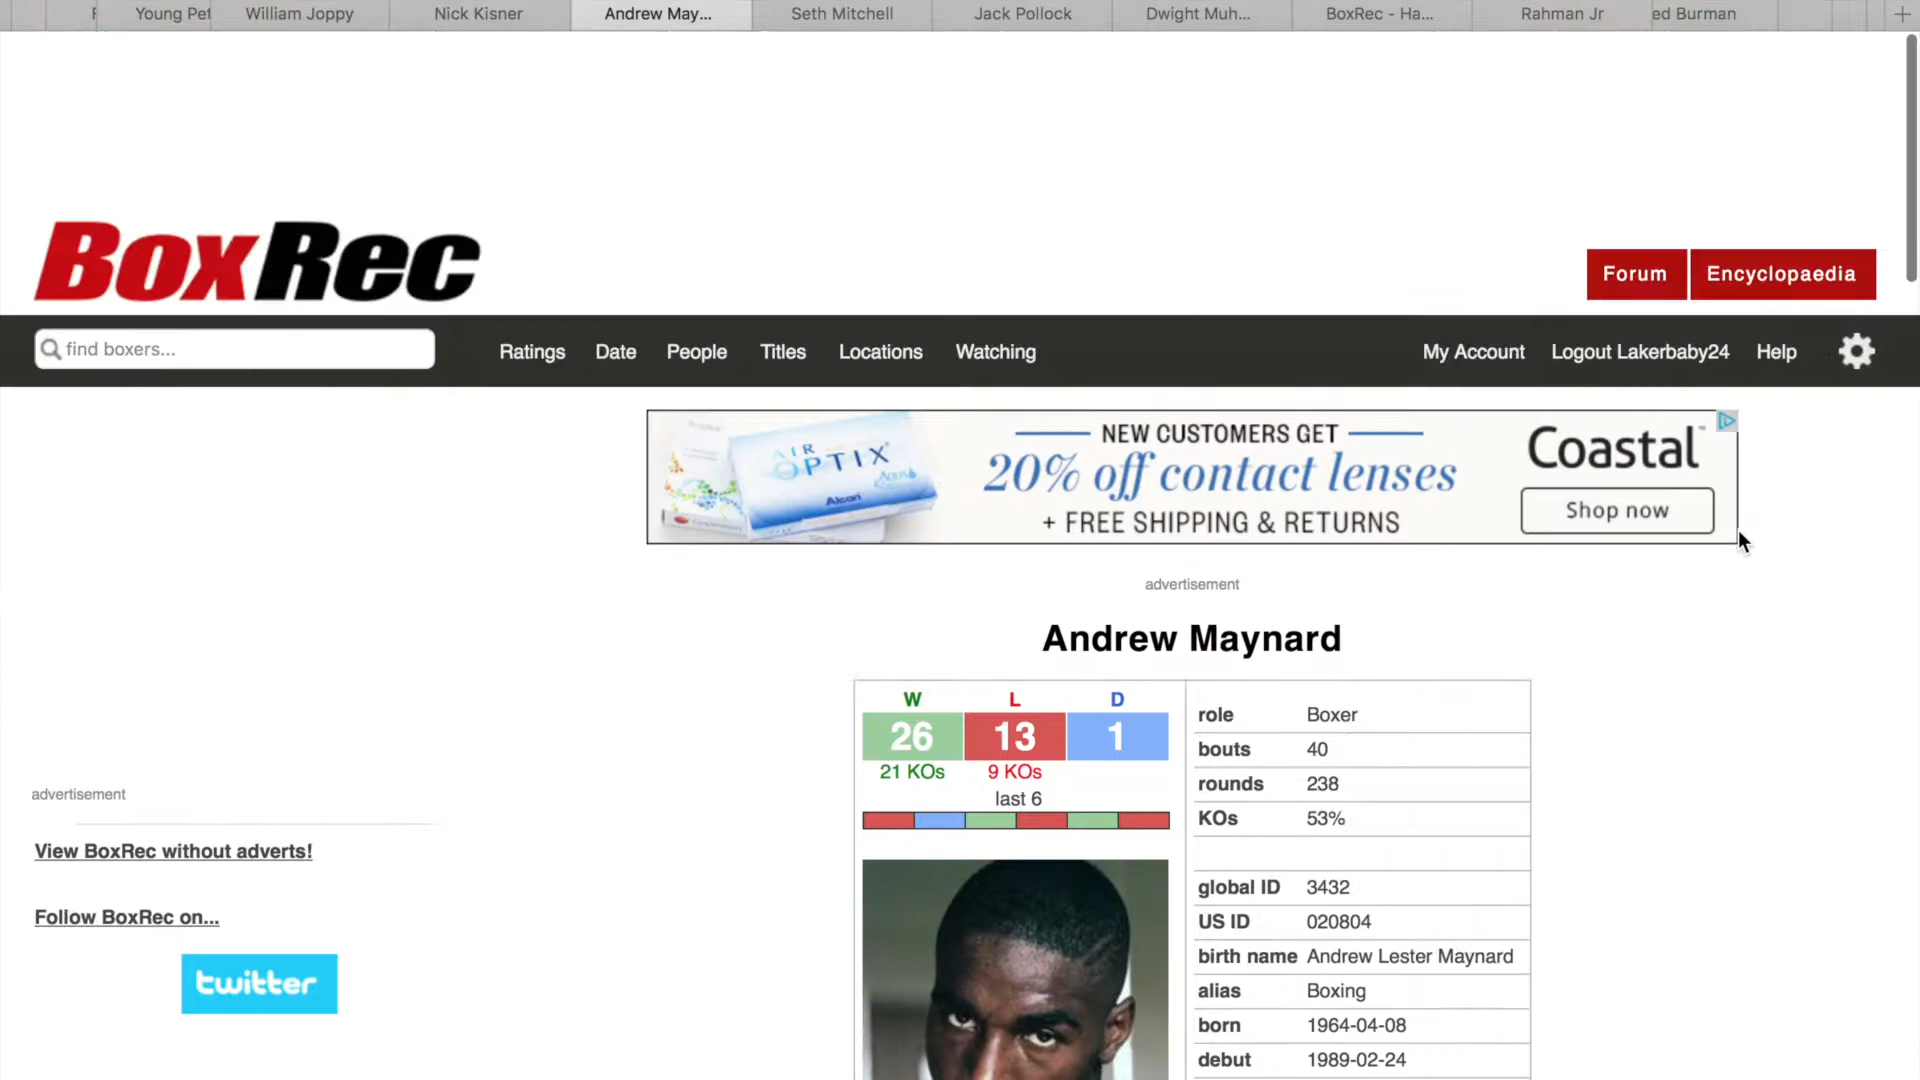 Young Pet
William Joppy
Nick Kisner
Andrew May...
Seth Mitchell
Jack Pollock
Dwight Muh...
BoxRec - Ha...
Rahman Jr
ed Burman
BoxRec
Forum
Encyclopaedia
find boxers...
Ratings
Date
People
Titles
Locations
Watching
My Account
Logout Lakerbaby24
Help
AIR OPTIX
AQUA
Alcon
NEW CUSTOMERS GET
20% off contact lenses
+ FREE SHIPPING & RETURNS
Coastal™
Shop now
advertisement
Andrew Maynard
W L D
26 13 1
21 KOs 9 KOs
last 6
role Boxer
bouts 40
rounds 238
KOs 53%
global ID 3432
US ID 020804
birth name Andrew Lester Maynard
alias Boxing
born 1964-04-08
debut 1989-02-24
advertisement
View BoxRec without adverts!
Follow BoxRec on...
twitter